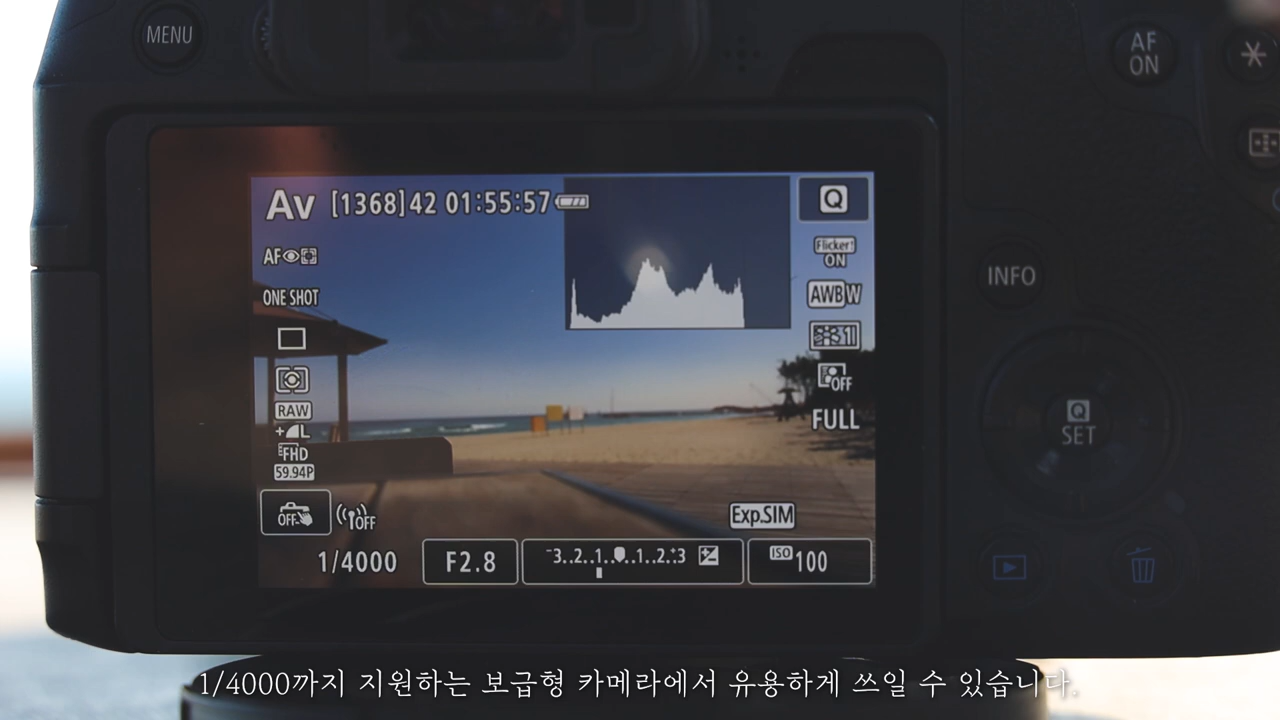 MENU
AF
ON
Av [1368]42 01:55:57
Q
AF
Flicker!
ON
ONE SHOT
INFO
AWBW
OFF
RAW
+L
FULL
FHD
59.94P
Q
SET
OFF
OFF
Exp.SIM
1/4000 F2.8 -3..2..1..0..1..2..3 ISO 100
1/4000까지 지원하는 보급형 카메라에서 유용하게 쓰일 수 있습니다.